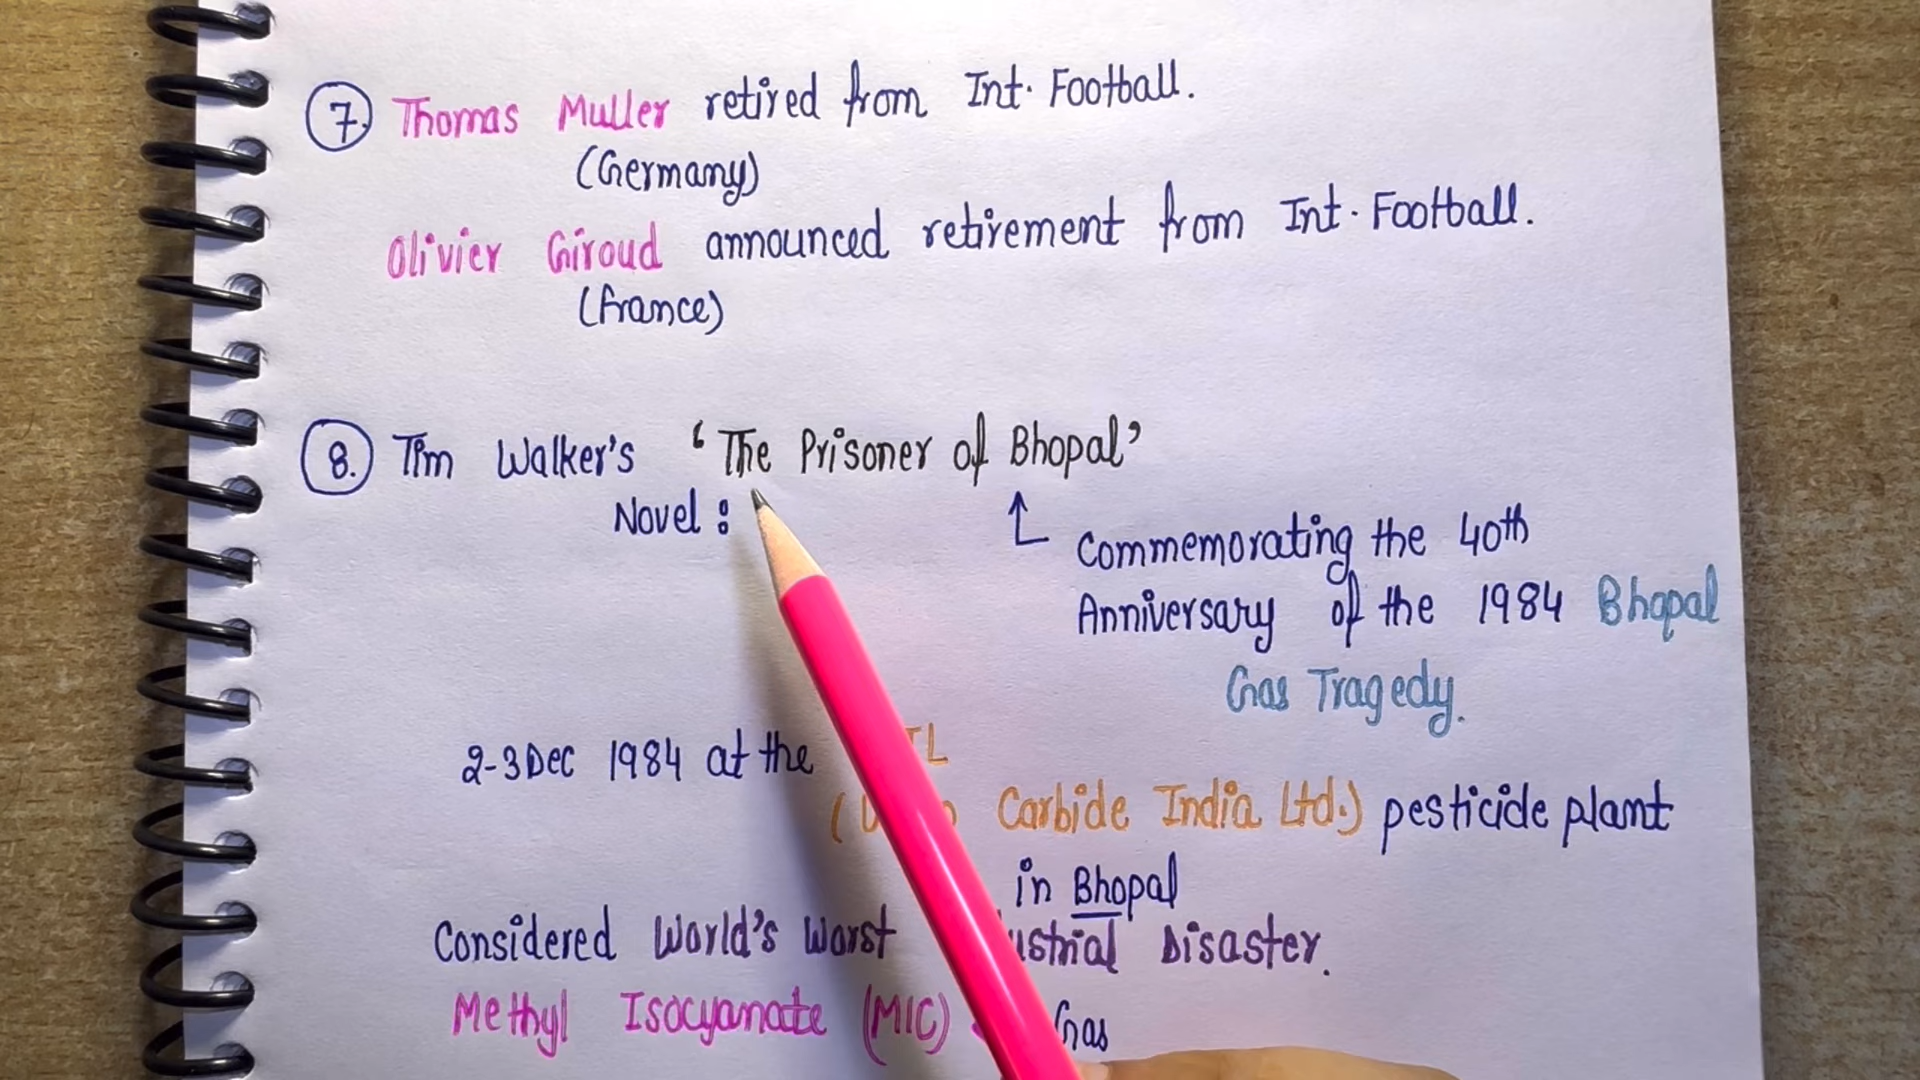 7. Thomas Muller retired from Int. Football.
(Germany)
Olivier Giroud announced retirement from Int. Football.
(France)
8. Tim Walker's 'The Prisoner of Bhopal'
Novel :
Commemorating the 40th
Anniversary of the 1984 Bhopal
Gas Tragedy.
2-3 Dec 1984 at the
Carbide India Ltd.) pesticide plant
in Bhopal
Considered World's Worst Disaster.
Methyl Isocyanate (MIC) Gas